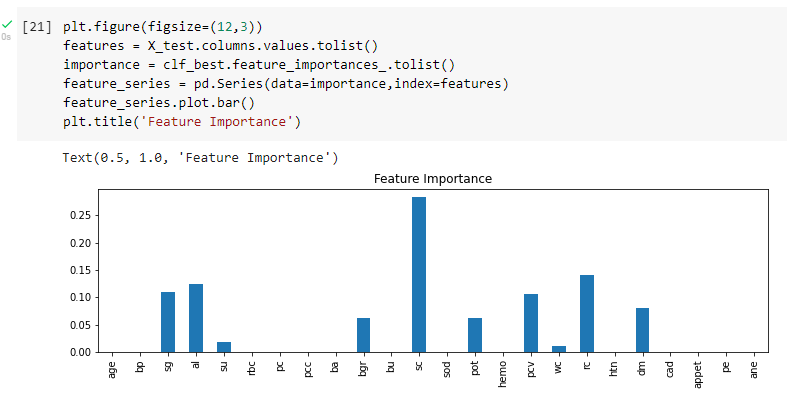 [21] plt.figure(figsize=(12,3))
0s
features = X_test.columns.values.tolist()
importance = clf_best.feature_importances_.tolist()
feature_series = pd.Series(data=importance,index=features)
feature_series.plot.bar()
plt.title('Feature Importance')
Text(0.5, 1.0, 'Feature Importance')
Feature Importance
0.25
0.20
0.15
0.10
0.05
0.00
age bp sg al su rbc pc pcc ba bgr bu sc sod pot hemo pcv wc rc htn dm cad appet pe ane